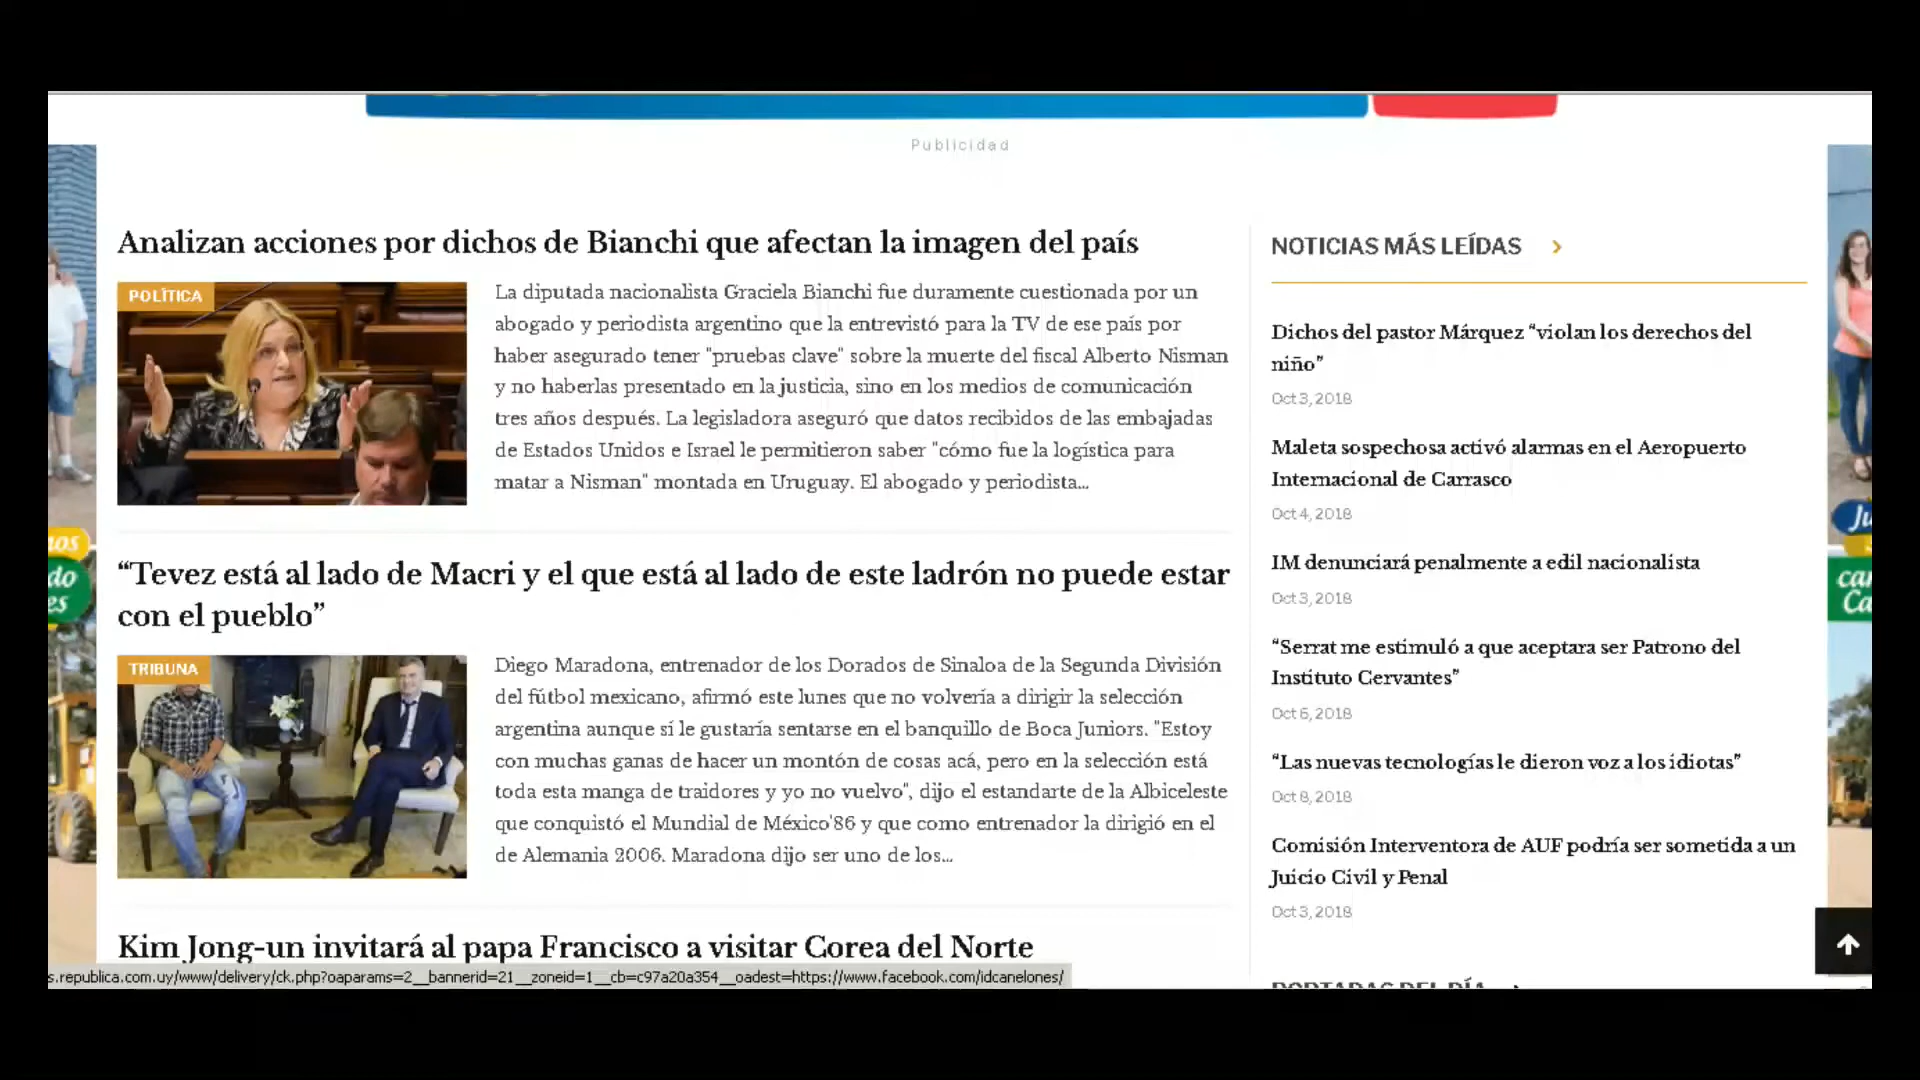 Publicidad
Analizan acciones por dichos de Bianchi que afectan la imagen del país
POLÍTICA
La diputada nacionalista Graciela Bianchi fue duramente cuestionada por un
abogado y periodista argentino que la entrevistó para la TV de ese país por
haber asegurado tener "pruebas clave" sobre la muerte del fiscal Alberto Nisman
y no haberlas presentado en la justicia, sino en los medios de comunicación
tres años después. La legisladora aseguró que datos recibidos de las embajadas
de Estados Unidos e Israel le permitieron saber "cómo fue la logística para
matar a Nisman" montada en Uruguay. El abogado y periodista...
“Tevez está al lado de Macri y el que está al lado de este ladrón no puede estar
con el pueblo”
TRIBUNA
Diego Maradona, entrenador de los Dorados de Sinaloa de la Segunda División
del fútbol mexicano, afirmó este lunes que no volvería a dirigir la selección
argentina aunque sí le gustaría sentarse en el banquillo de Boca Juniors. "Estoy
con muchas ganas de hacer un montón de cosas acá, pero en la selección está
toda esta manga de traidores y yo no vuelvo", dijo el estandarte de la Albiceleste
que conquistó el Mundial de México'86 y que como entrenador la dirigió en el
de Alemania 2006. Maradona dijo ser uno de los...
Kim Jong-un invitará al papa Francisco a visitar Corea del Norte
s.republica.com.uy/www/delivery/ck.php?oaparams=2__bannerid=21__zoneid=1__cb=c97a20a354__oadest=https://www.facebook.com/idcanelones/
NOTICIAS MÁS LEÍDAS
Dichos del pastor Márquez “violan los derechos del
niño”
Oct 3, 2018
Maleta sospechosa activó alarmas en el Aeropuerto
Internacional de Carrasco
Oct 4, 2018
IM denunciará penalmente a edil nacionalista
Oct 3, 2018
“Serrat me estimuló a que aceptara ser Patrono del
Instituto Cervantes”
Oct 6, 2018
“Las nuevas tecnologías le dieron voz a los idiotas”
Oct 8, 2018
Comisión Interventora de AUF podría ser sometida a un
Juicio Civil y Penal
Oct 3, 2018
PORTADAS DEL DÍA